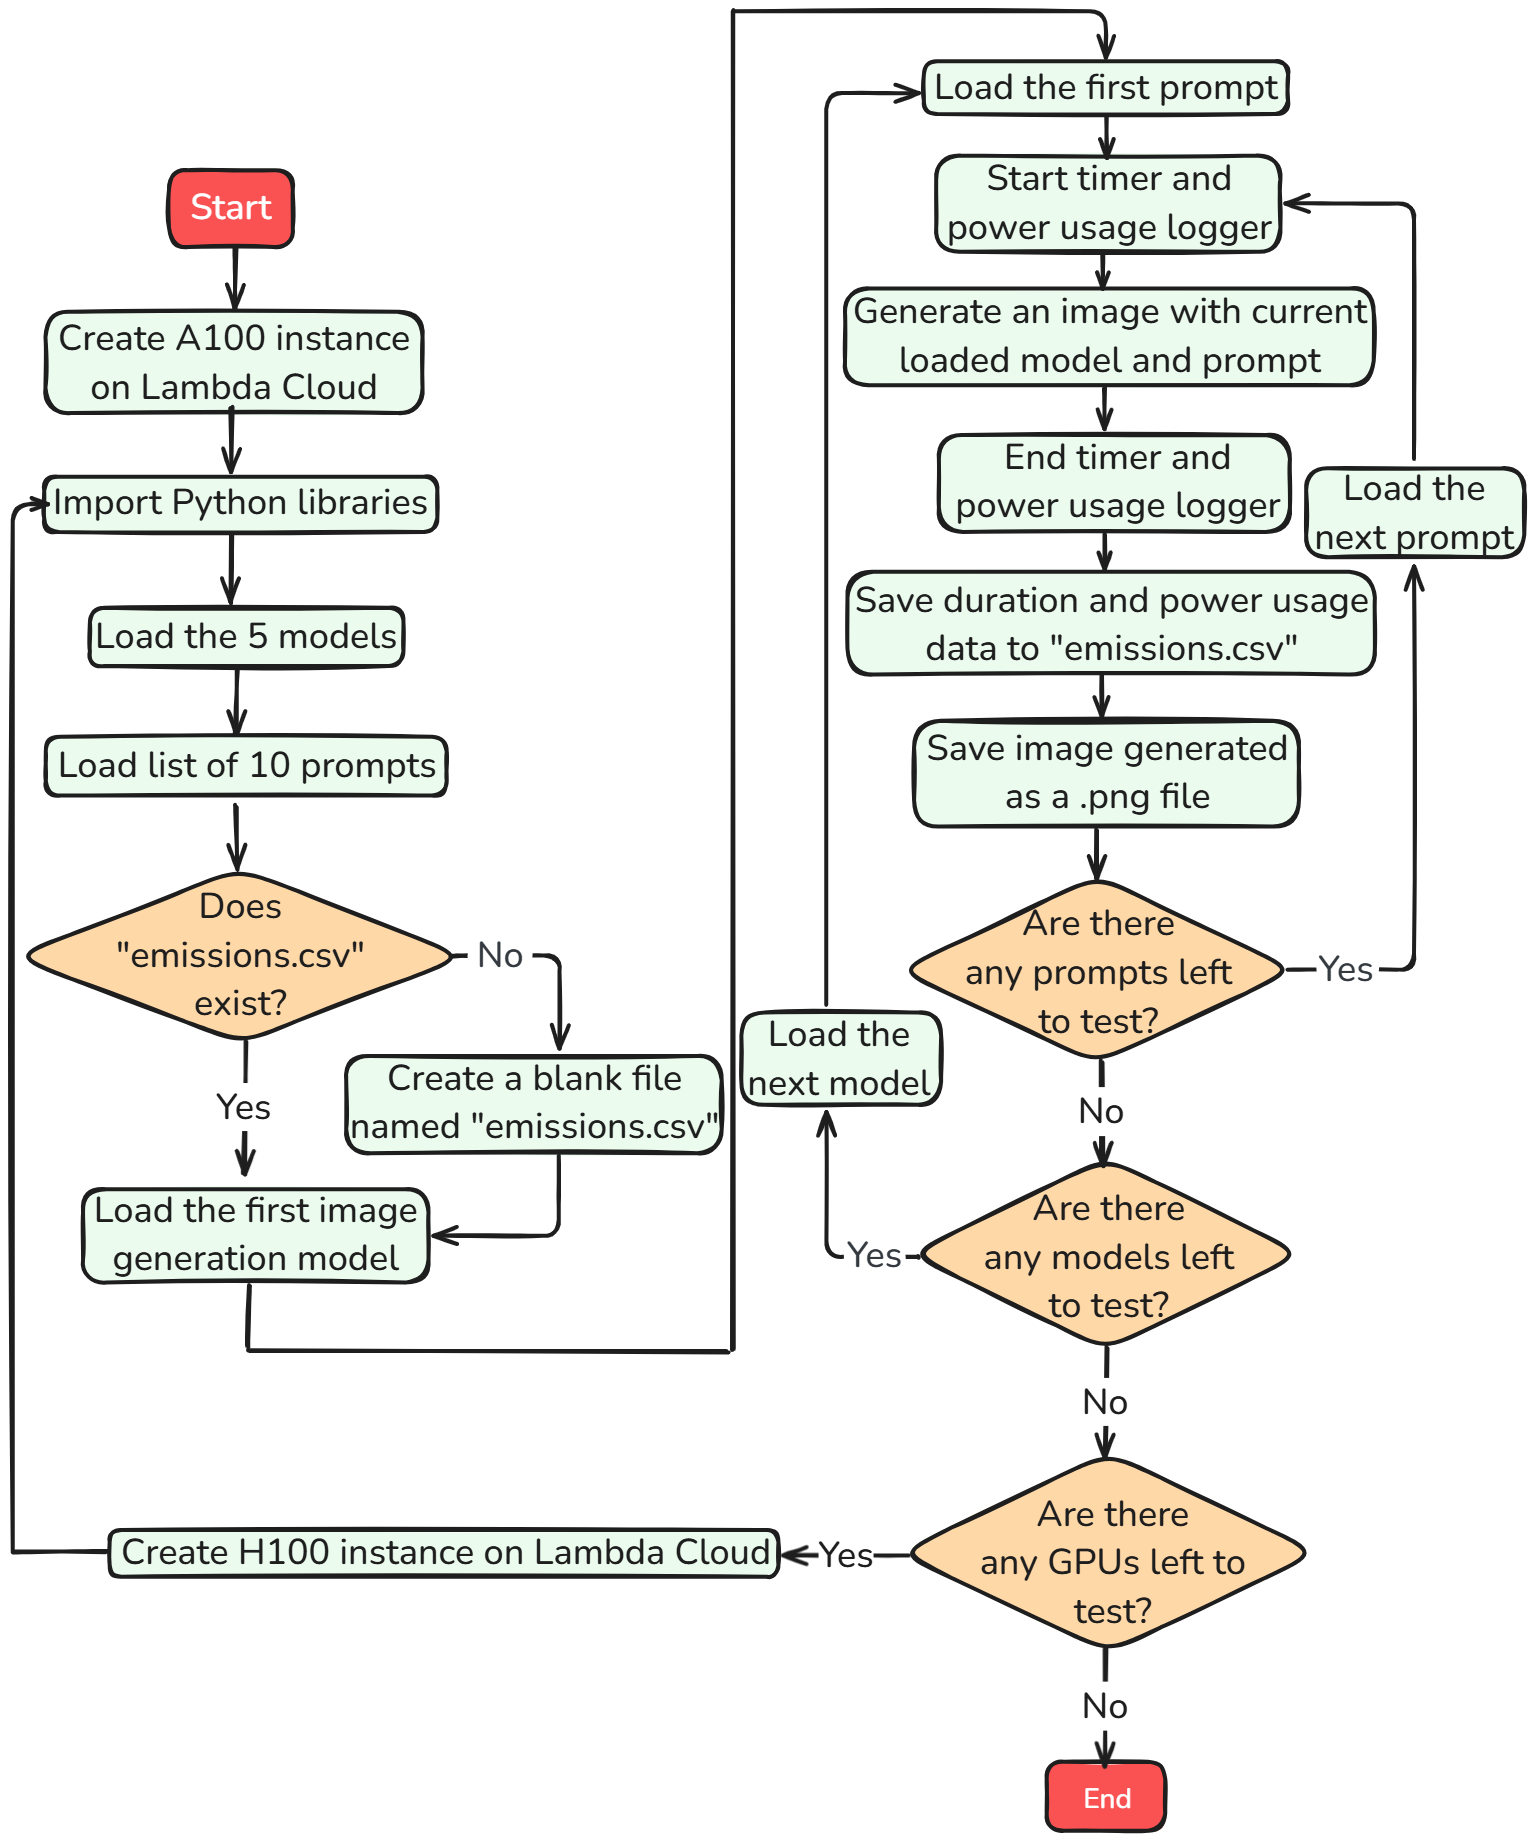 Start
Create A100 instance
on Lambda Cloud
Import Python libraries
Load the 5 models
Load list of 10 prompts
Does
"emissions.csv"
exist?
No
Yes
Create a blank file
named "emissions.csv"
Load the first image
generation model
Load the first prompt
Start timer and
power usage logger
Generate an image with current
loaded model and prompt
End timer and
power usage logger
Load the
next prompt
Save duration and power usage
data to "emissions.csv"
Save image generated
as a .png file
Are there
any prompts left
to test?
Yes
No
Load the
next model
Are there
any models left
to test?
Yes
No
Are there
any GPUs left to
test?
Yes
Create H100 instance on Lambda Cloud
No
End